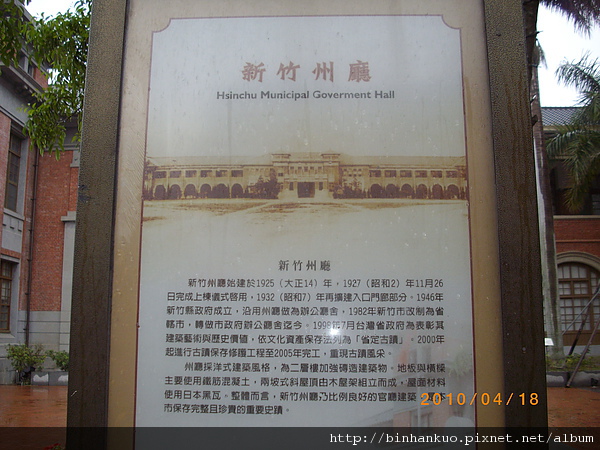 新竹州廳
Hsinchu Municipal Goverment Hall
新竹州廳
新竹州廳始建於1925（大正14）年，1927（昭和2）年11月26
日完成上棟儀式啓用，1932（昭和7）年再擴建入口門廊部分。1946年
新竹縣政府成立，沿用州廳做為辦公廳舍，1982年新竹市改制為省
轄市，轉做市政府辦公廳舍迄今。1998年7月台灣省政府為表彰其
建築藝術與歷史價值，依文化資產保存法列為「省定古蹟」。2000年
起進行古蹟保存修護工程至2005年完工，重現古蹟風采。
州廳採洋式建築風格，為二層樓加強磚造建築物。地板與橫樑
主要使用鐵筋混凝土，兩坡式斜屋頂由木屋架組立而成，屋面材料
使用日本黑瓦。整體而言，新竹州廳乃比例良好的官廳建築
市保存完整且珍貴的重要史蹟。
2010/04/18
http://binhankuo.pixnet.net/album